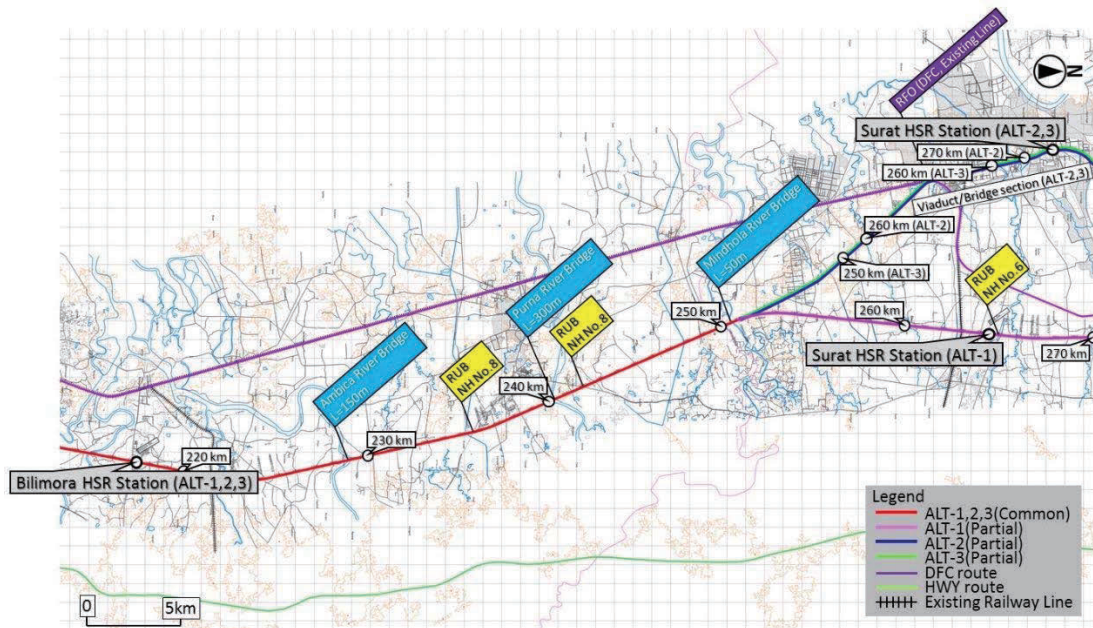 RFO (DFC, Existing Line)
N
Surat HSR Station (ALT-2,3)
270 km (ALT-2)
260 km (ALT-3)
Viaduct/Bridge section (ALT-2,3)
Mindhola River Bridge
L=50m
260 km (ALT-2)
250 km (ALT-3)
RUB
NH No.6
Purna River Bridge
L=300m
RUB
NH No.8
250 km
260 km
Surat HSR Station (ALT-1)
270 km
Ambica River Bridge
L=150m
RUB
NH No.8
240 km
230 km
220 km
Bilimora HSR Station (ALT-1,2,3)
Legend
ALT-1,2,3(Common)
ALT-1(Partial)
ALT-2(Partial)
ALT-3(Partial)
DFC route
HWY route
Existing Railway Line
0
5km